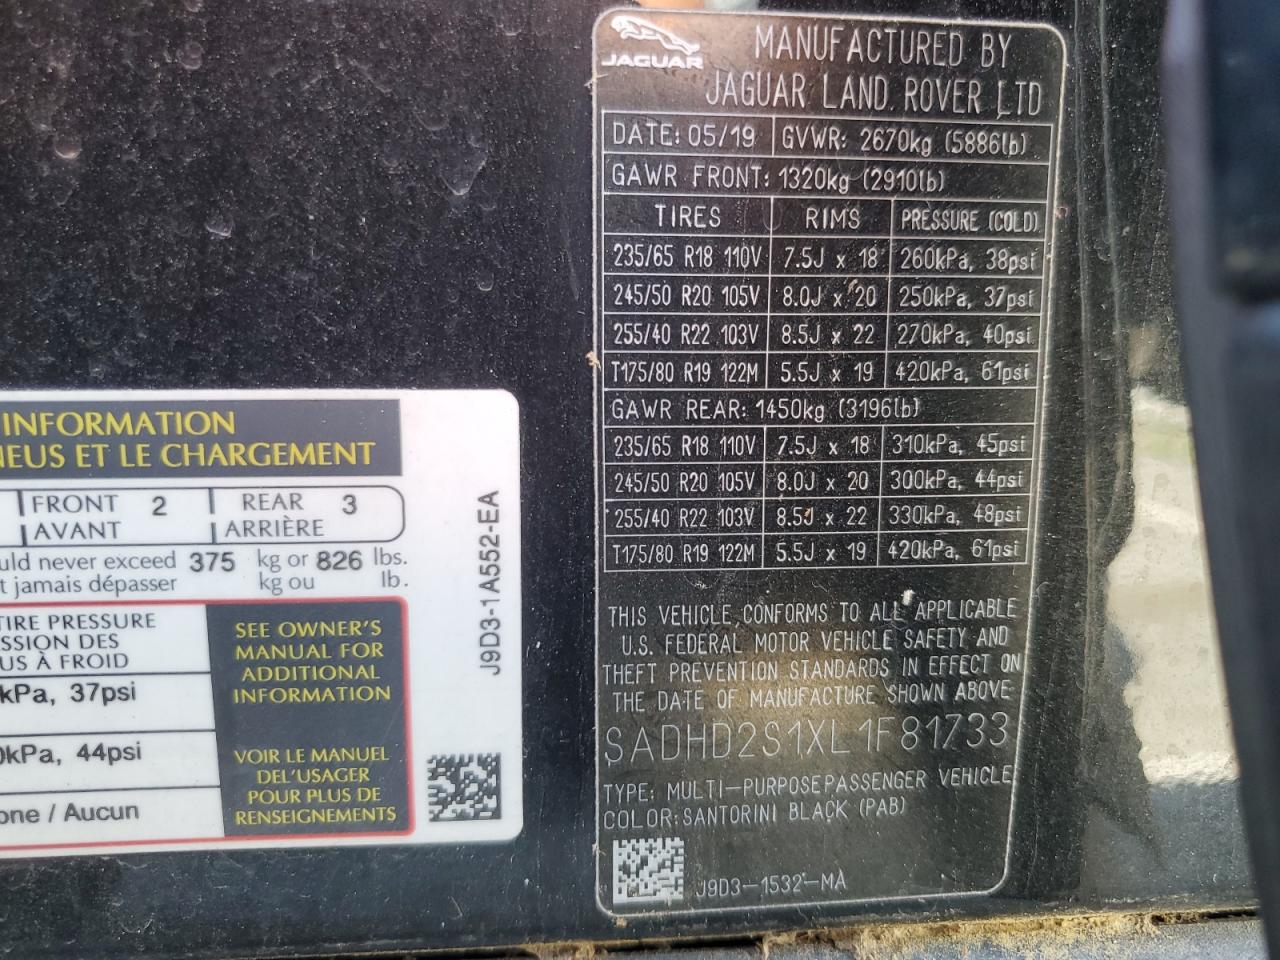 INFORMATION
NEUS ET LE CHARGEMENT
FRONT 2 REAR 3
AVANT ARRIÈRE
should never exceed 375 kg or 826 lbs.
jamais dépasser kg ou lb.
TIRE PRESSURE
PRESSION DES
PNEUS À FROID
kPa, 37psi
kPa, 44psi
None / Aucun
SEE OWNER'S
MANUAL FOR
ADDITIONAL
INFORMATION
VOIR LE MANUEL
DEL'USAGER
POUR PLUS DE
RENSEIGNEMENTS
J9D3-1A552-EA
JAGUAR
MANUFACTURED BY
JAGUAR LAND ROVER LTD
DATE: 05/19 GVWR: 2670kg (5886lb)
GAWR FRONT: 1320kg (2910lb)
TIRES RIMS PRESSURE (COLD)
235/65 R18 110V 7.5J x 18 260kPa, 38psi
245/50 R20 105V 8.0J x 20 250kPa, 37psi
255/40 R22 103V 8.5J x 22 270kPa, 40psi
T175/80 R19 122M 5.5J x 19 420kPa, 61psi
GAWR REAR: 1450kg (3196lb)
235/65 R18 110V 7.5J x 18 310kPa, 45psi
245/50 R20 105V 8.0J x 20 300kPa, 44psi
255/40 R22 103V 8.5J x 22 330kPa, 48psi
T175/80 R19 122M 5.5J x 19 420kPa, 61psi
THIS VEHICLE CONFORMS TO ALL APPLICABLE
U.S. FEDERAL MOTOR VEHICLE SAFETY AND
THEFT PREVENTION STANDARDS IN EFFECT ON
THE DATE OF MANUFACTURE SHOWN ABOVE
SADHD2S1XL1F81733
TYPE: MULTI-PURPOSEPASSENGER VEHICLE
COLOR:SANTORINI BLACK (PAB)
J9D3-1532-MA